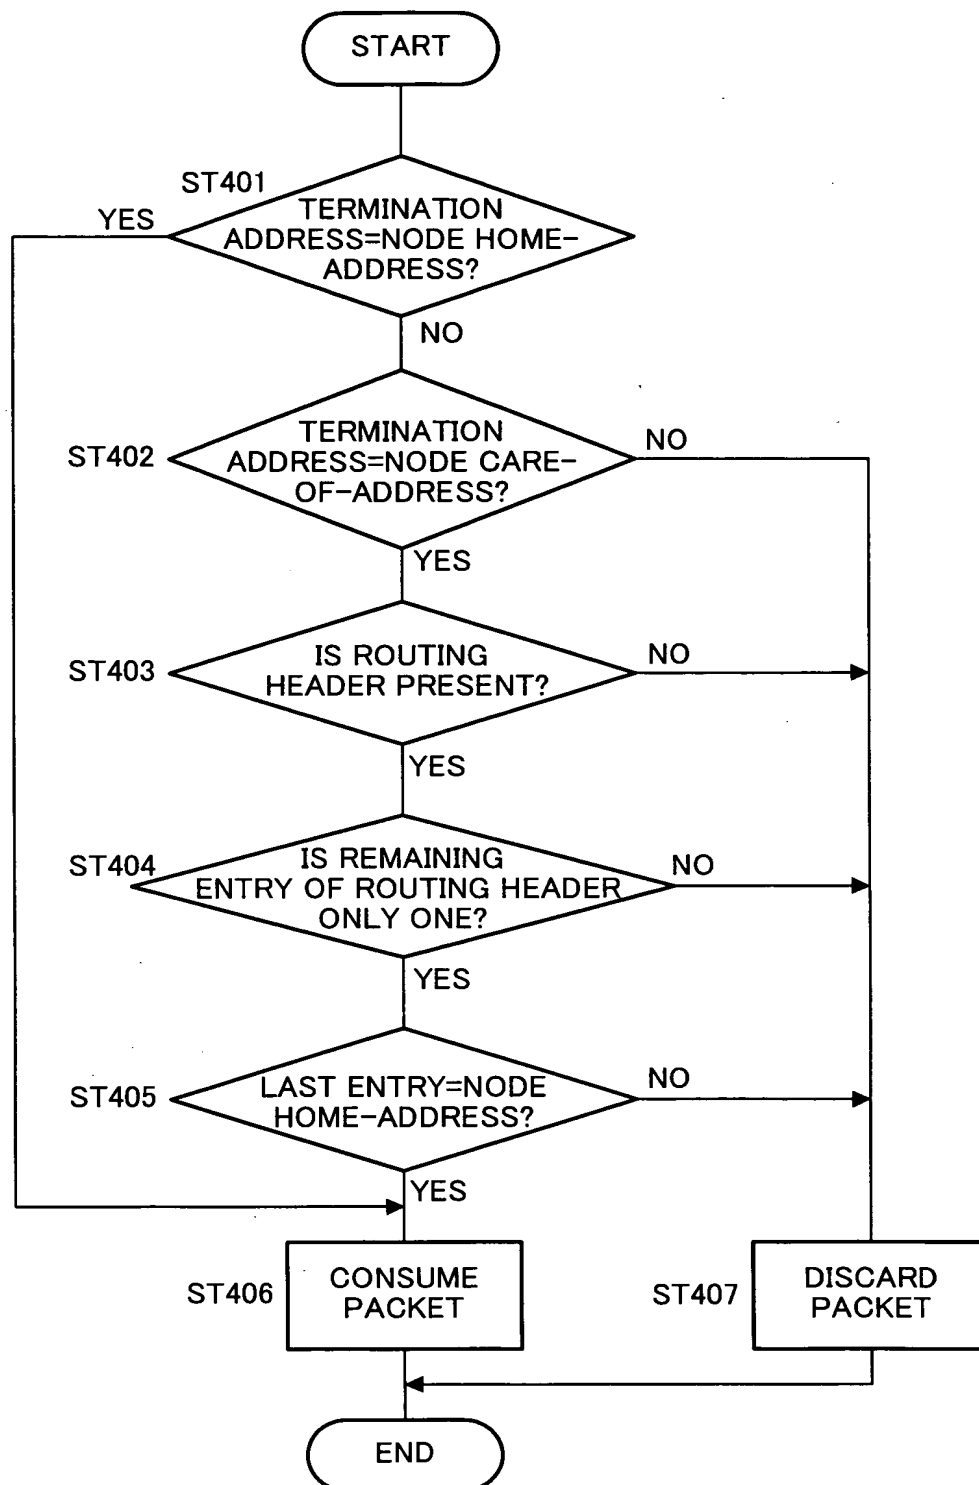 START
ST401
TERMINATION
ADDRESS=NODE HOME-
ADDRESS?
YES
NO
ST402
TERMINATION
ADDRESS=NODE CARE-
OF-ADDRESS?
NO
YES
ST403
IS ROUTING
HEADER PRESENT?
NO
YES
ST404
IS REMAINING
ENTRY OF ROUTING HEADER
ONLY ONE?
NO
YES
ST405
LAST ENTRY=NODE
HOME-ADDRESS?
NO
YES
ST406
CONSUME
PACKET
ST407
DISCARD
PACKET
END